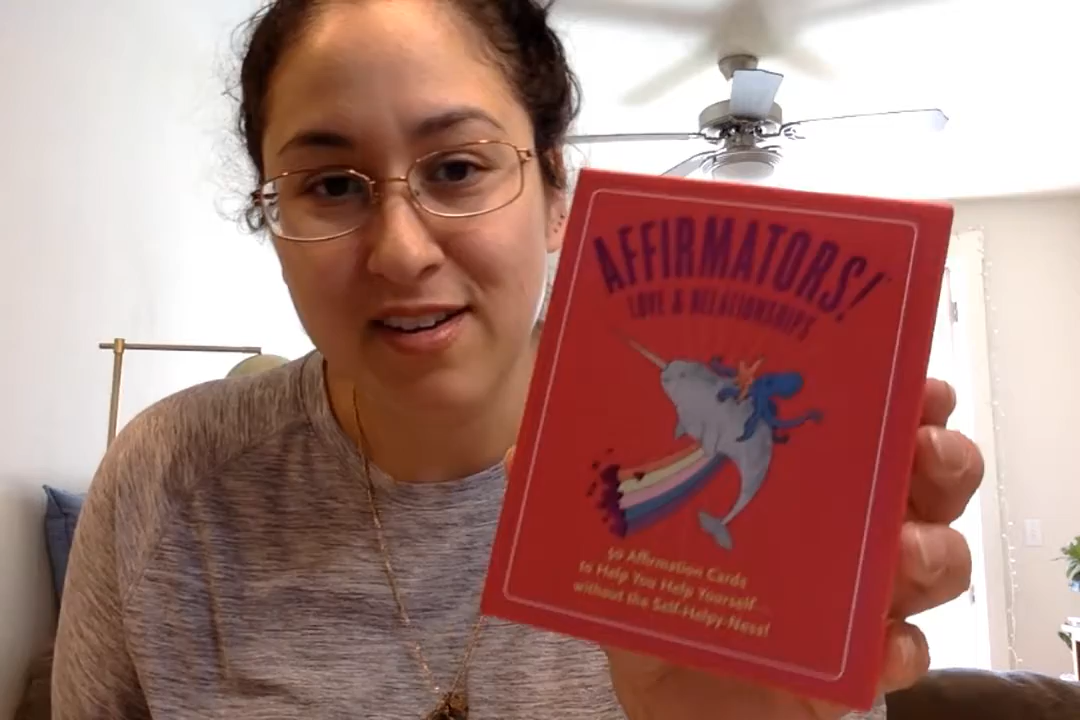 AFFIRMATORS!
LOVE & RELATIONSHIPS
50 Affirmation Cards
to Help You Help Yourself...
without the Self-Helpy-Ness!